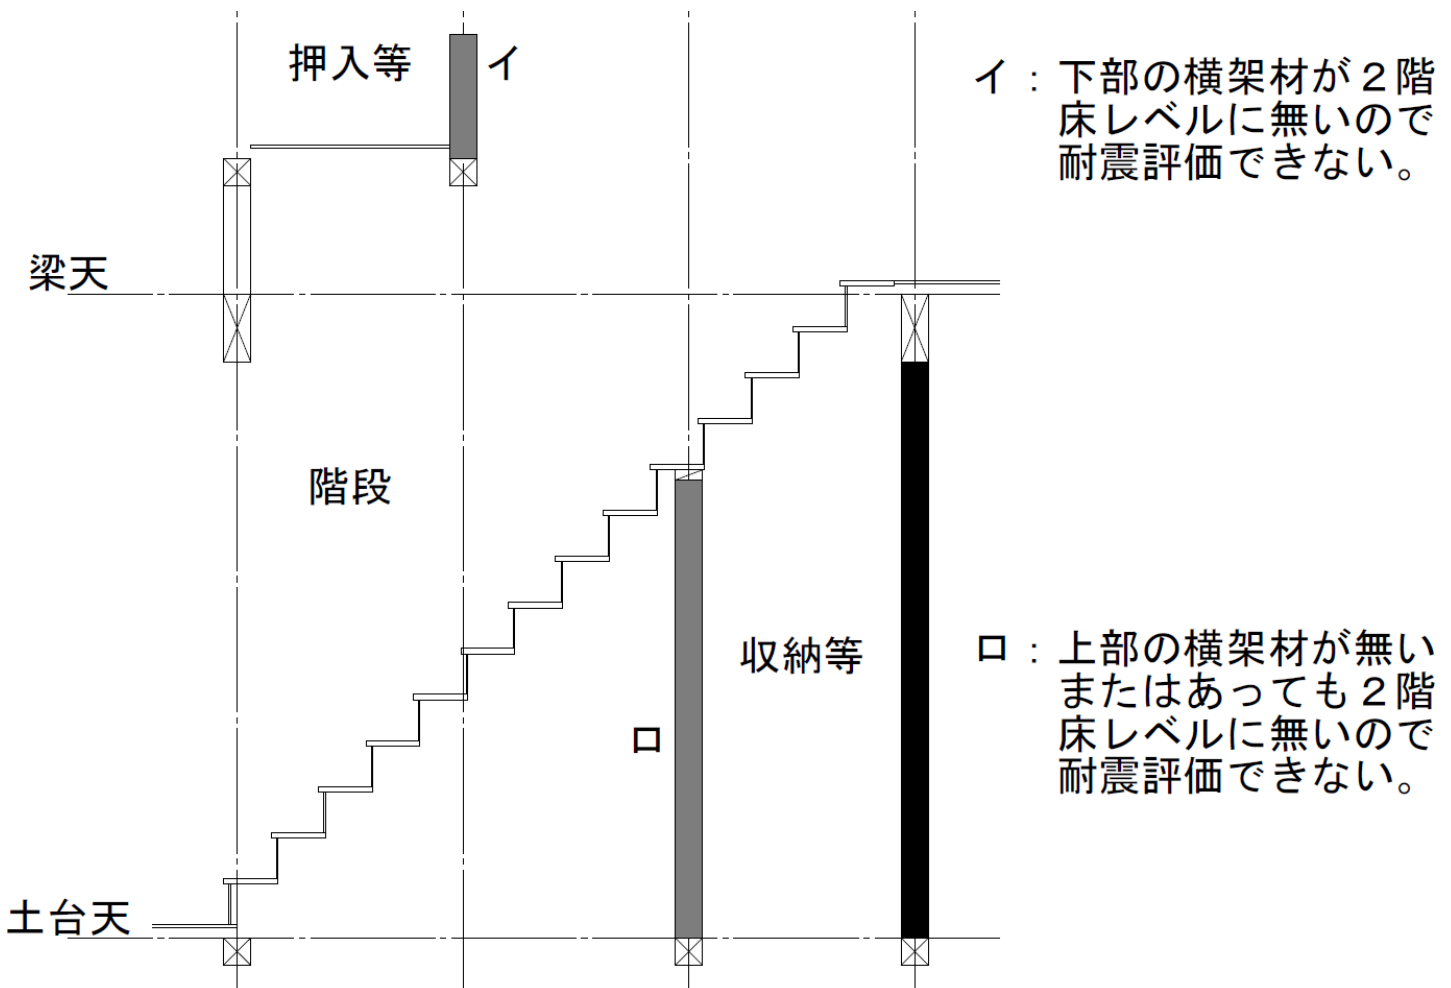 押入等
イ
イ：下部の横架材が２階
床レベルに無いので
耐震評価できない。
梁天
階段
収納等
ロ
ロ：上部の横架材が無い
またはあっても２階
床レベルに無いので
耐震評価できない。
土台天